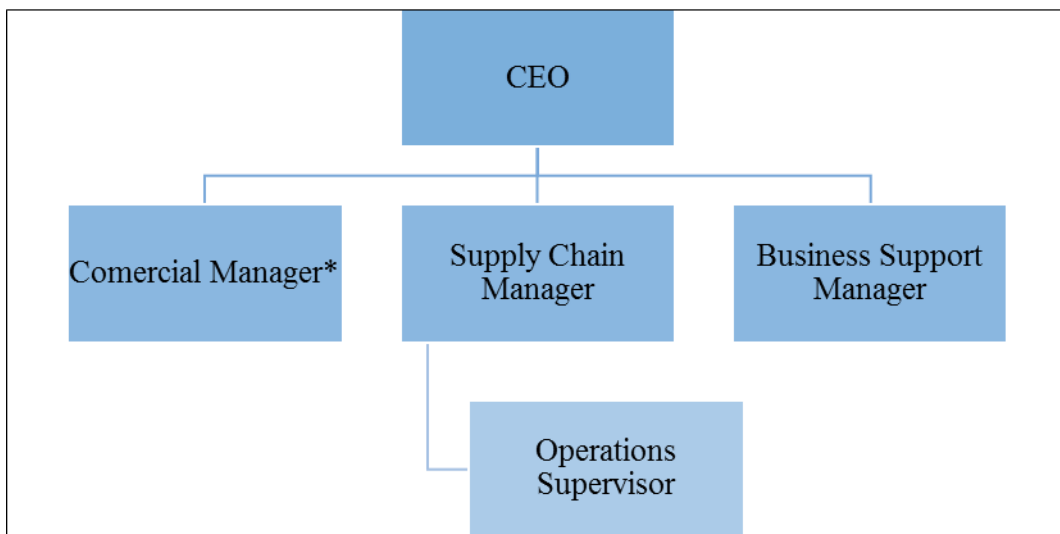 CEO
Comercial Manager*
Supply Chain
Manager
Business Support
Manager
Operations
Supervisor